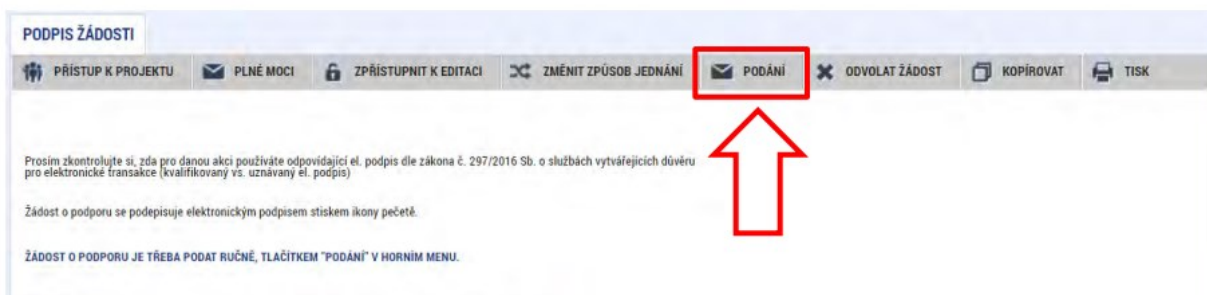 PODPIS ŽÁDOSTI
PŘÍSTUP K PROJEKTU PLNÉ MOCI ZPŘÍSTUPNIT K EDITACI ZMĚNIT ZPŮSOB JEDNÁNÍ PODÁNÍ ODVOLAT ŽÁDOST KOPÍROVAT TISK
Prosím zkontrolujte si, zda pro danou akci používáte odpovídající el. podpis dle zákona č. 297/2016 Sb. o službách vytvářejících důvěru
pro elektronické transakce (kvalifikovaný vs. uznávaný el. podpis)
Žádost o podporu se podepisuje elektronickým podpisem stiskem ikony pečetě.
ŽÁDOST O PODPORU JE TŘEBA PODAT RUČNĚ, TLAČÍTKEM "PODÁNÍ" V HORNÍM MENU.